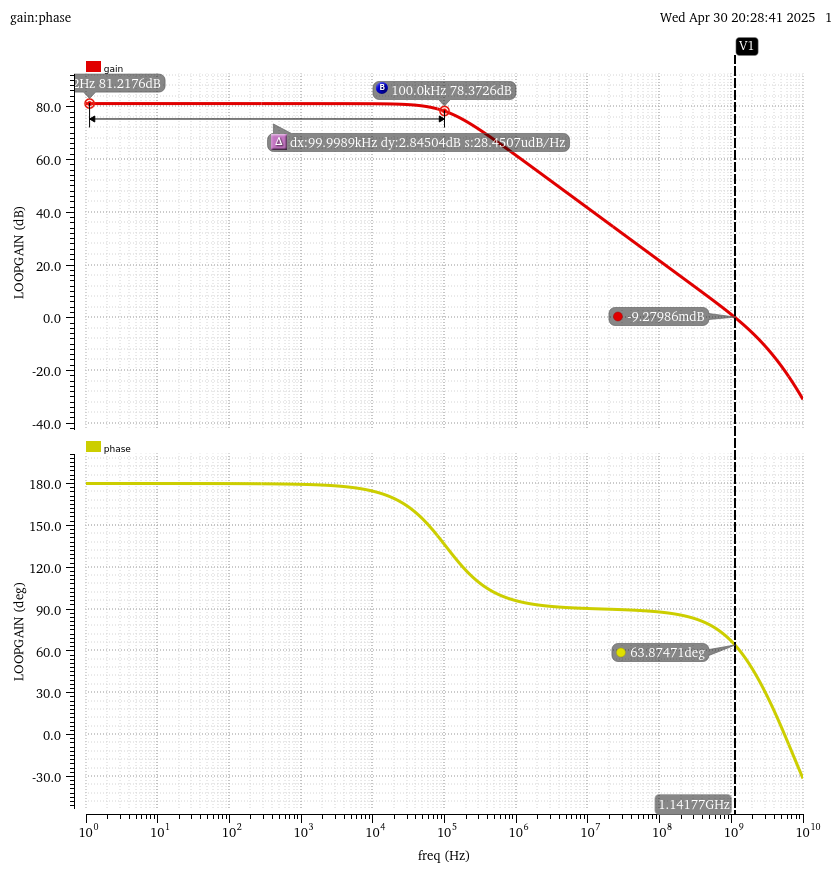 gain:phase
Wed Apr 30 20:28:41 2025 1
V1
gain
2Hz 81.2176dB
B 100.0kHz 78.3726dB
Δ dx:99.9989kHz dy:2.84504dB s:28.4507udB/Hz
80.0
60.0
40.0
20.0
0.0
-20.0
-40.0
LOOPGAIN (dB)
-9.27986mdB
phase
180.0
150.0
120.0
90.0
60.0
30.0
0.0
-30.0
LOOPGAIN (deg)
63.87471deg
1.14177GHz
10^0 10^1 10^2 10^3 10^4 10^5 10^6 10^7 10^8 10^9 10^10
freq (Hz)